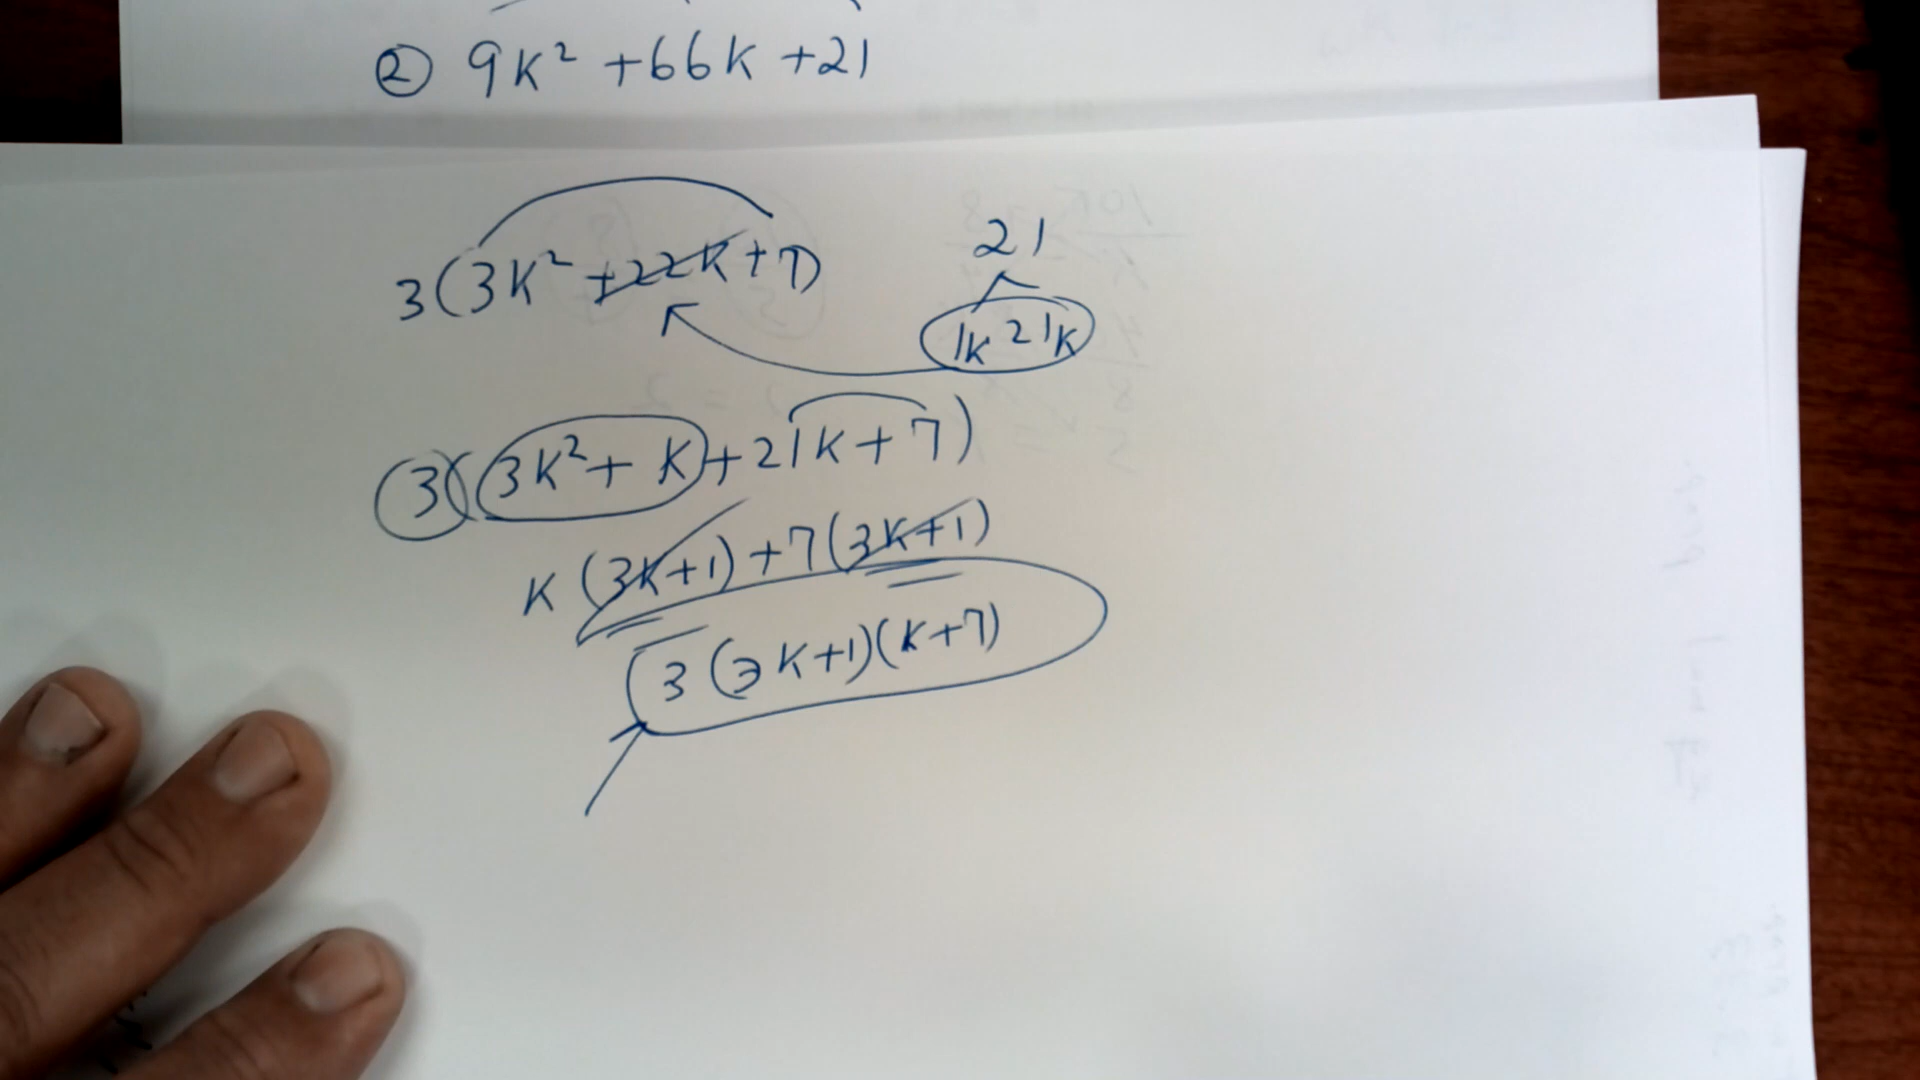 ② 9K² + 66K + 21
3(3K² + 22K + 7)
21
1K 21K
3(3K² + K + 21K + 7)
K(3K+1) + 7(3K+1)
3(3K+1)(K+7)